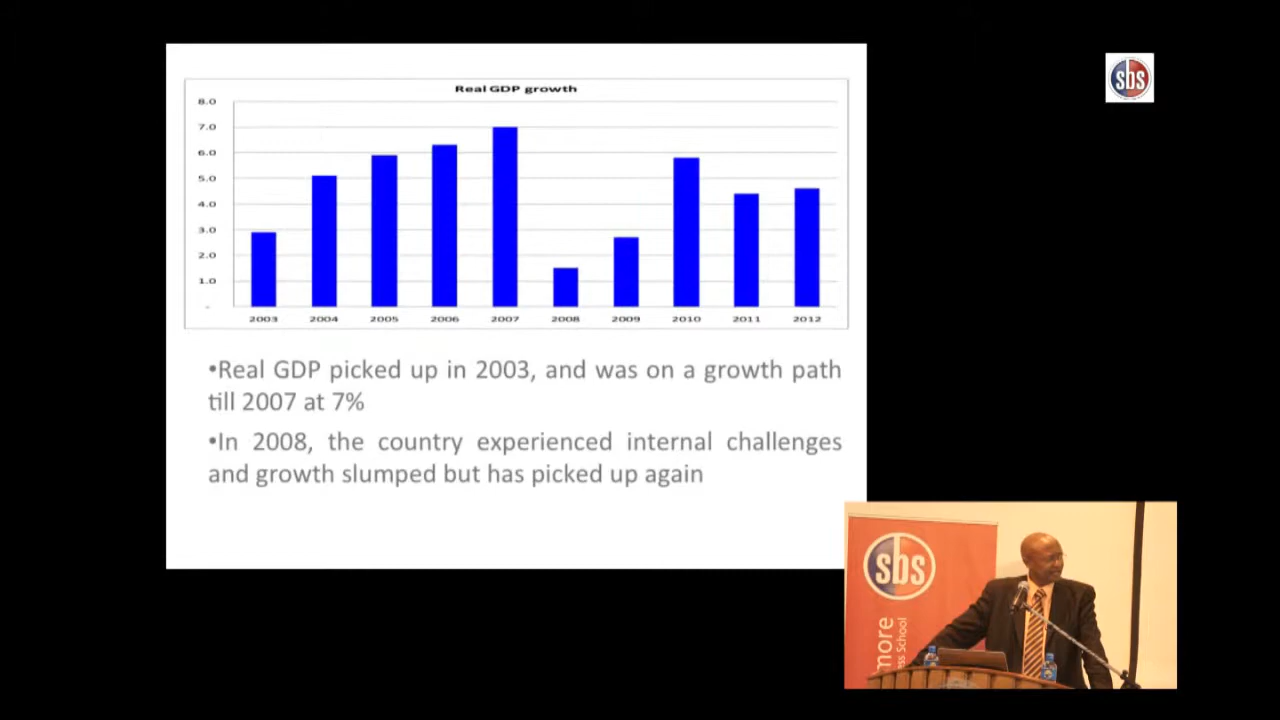 Real GDP growth
8.0
7.0
6.0
5.0
4.0
3.0
2.0
1.0
-
2003 2004 2005 2006 2007 2008 2009 2010 2011 2012
•Real GDP picked up in 2003, and was on a growth path
till 2007 at 7%
•In 2008, the country experienced internal challenges
and growth slumped but has picked up again
sbs
sbs
more
ess School